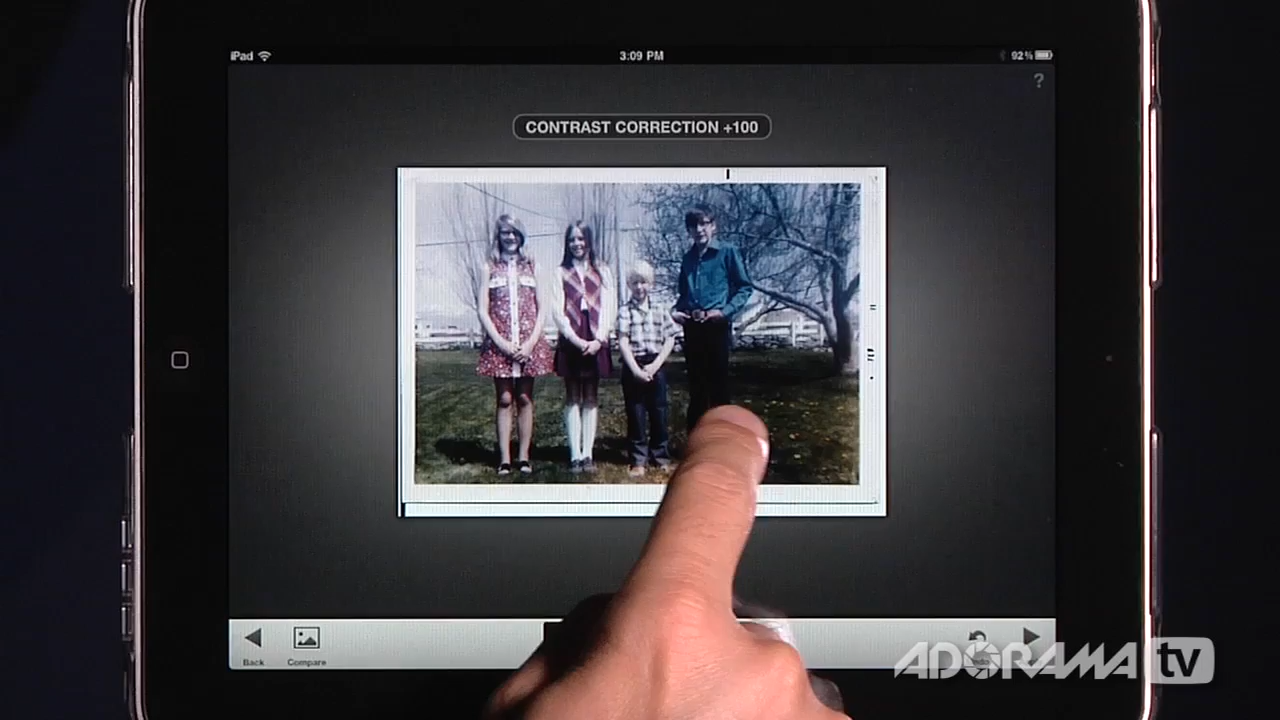 iPad
3:09 PM
92%
?
CONTRAST CORRECTION +100
Back
Compare
ADORAMA tv